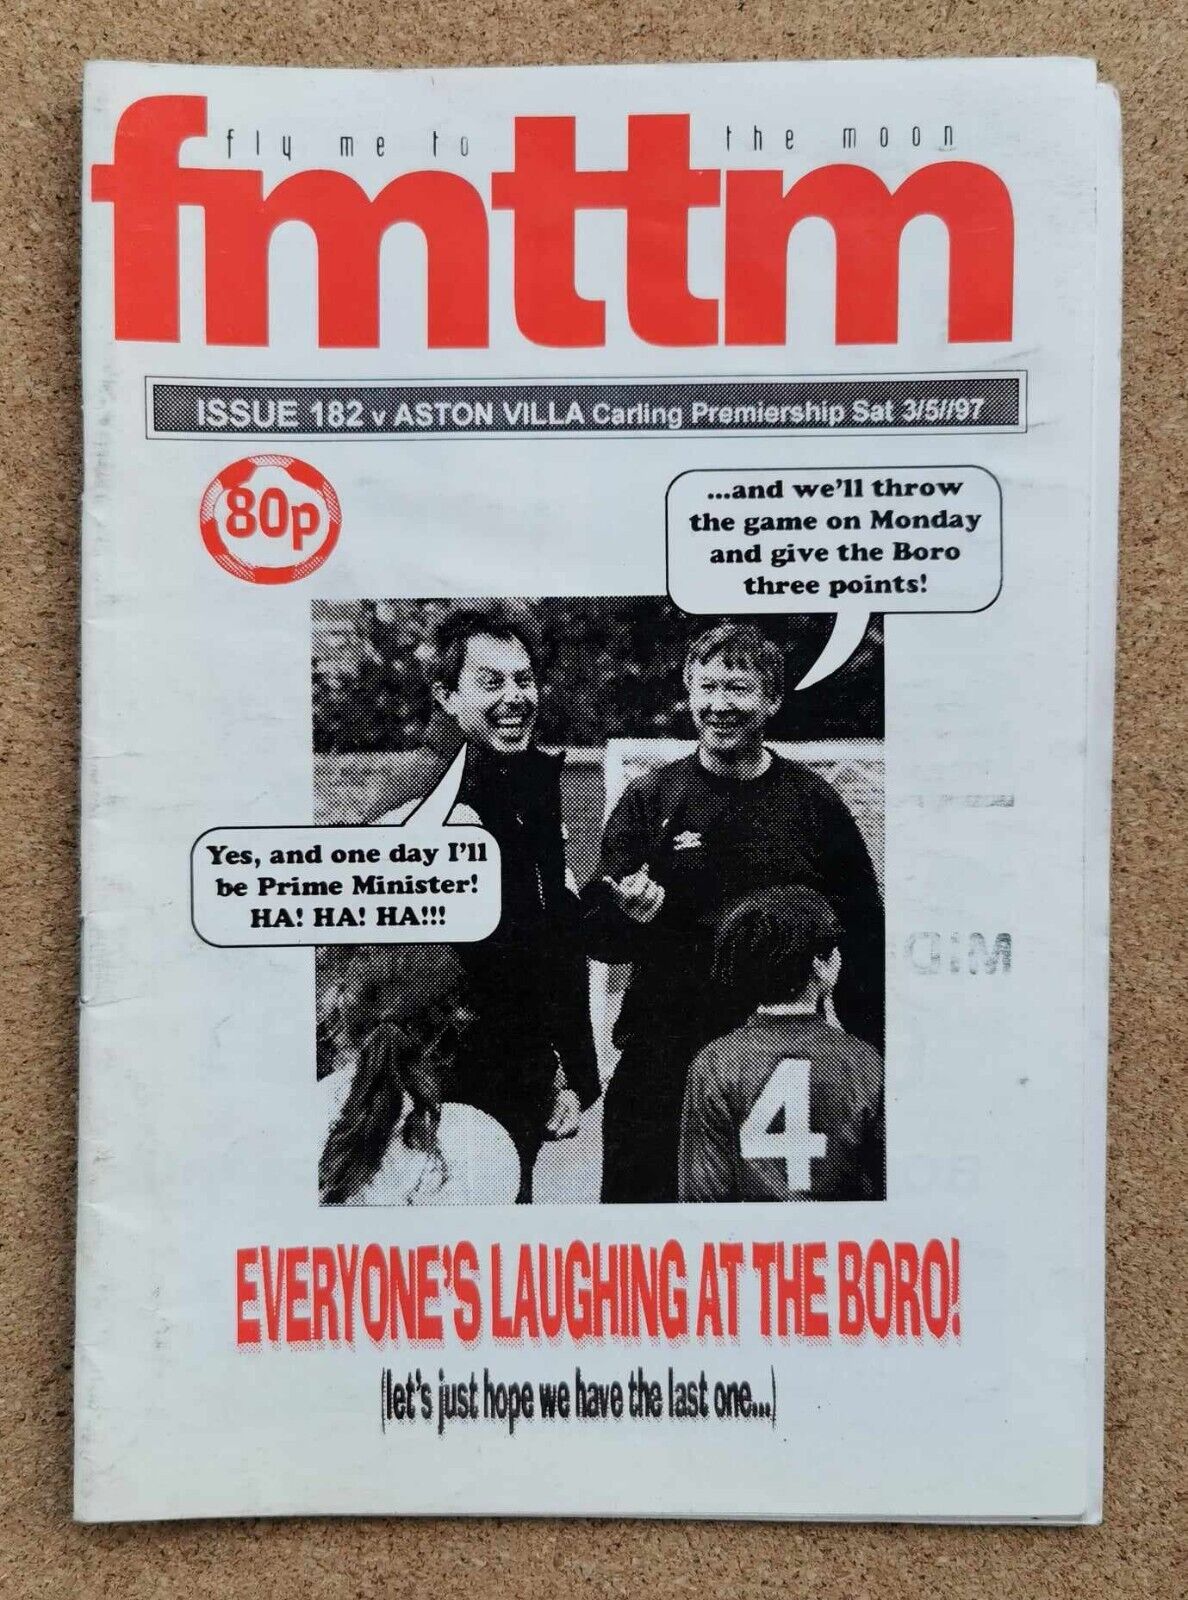 fly me to the moon
fmttm
ISSUE 182 v ASTON VILLA Carling Premiership Sat 3/5//97
80p
...and we'll throw
the game on Monday
and give the Boro
three points!
Yes, and one day I'll
be Prime Minister!
HA! HA! HA!!!
4
EVERYONE'S LAUGHING AT THE BORO!
(let's just hope we have the last one...)